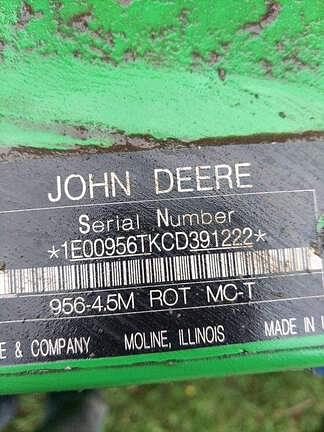 JOHN DEERE
Serial Number
*1E00956TKCD391222*
956-4.5M ROT MC-T
E & COMPANY MOLINE, ILLINOIS MADE IN